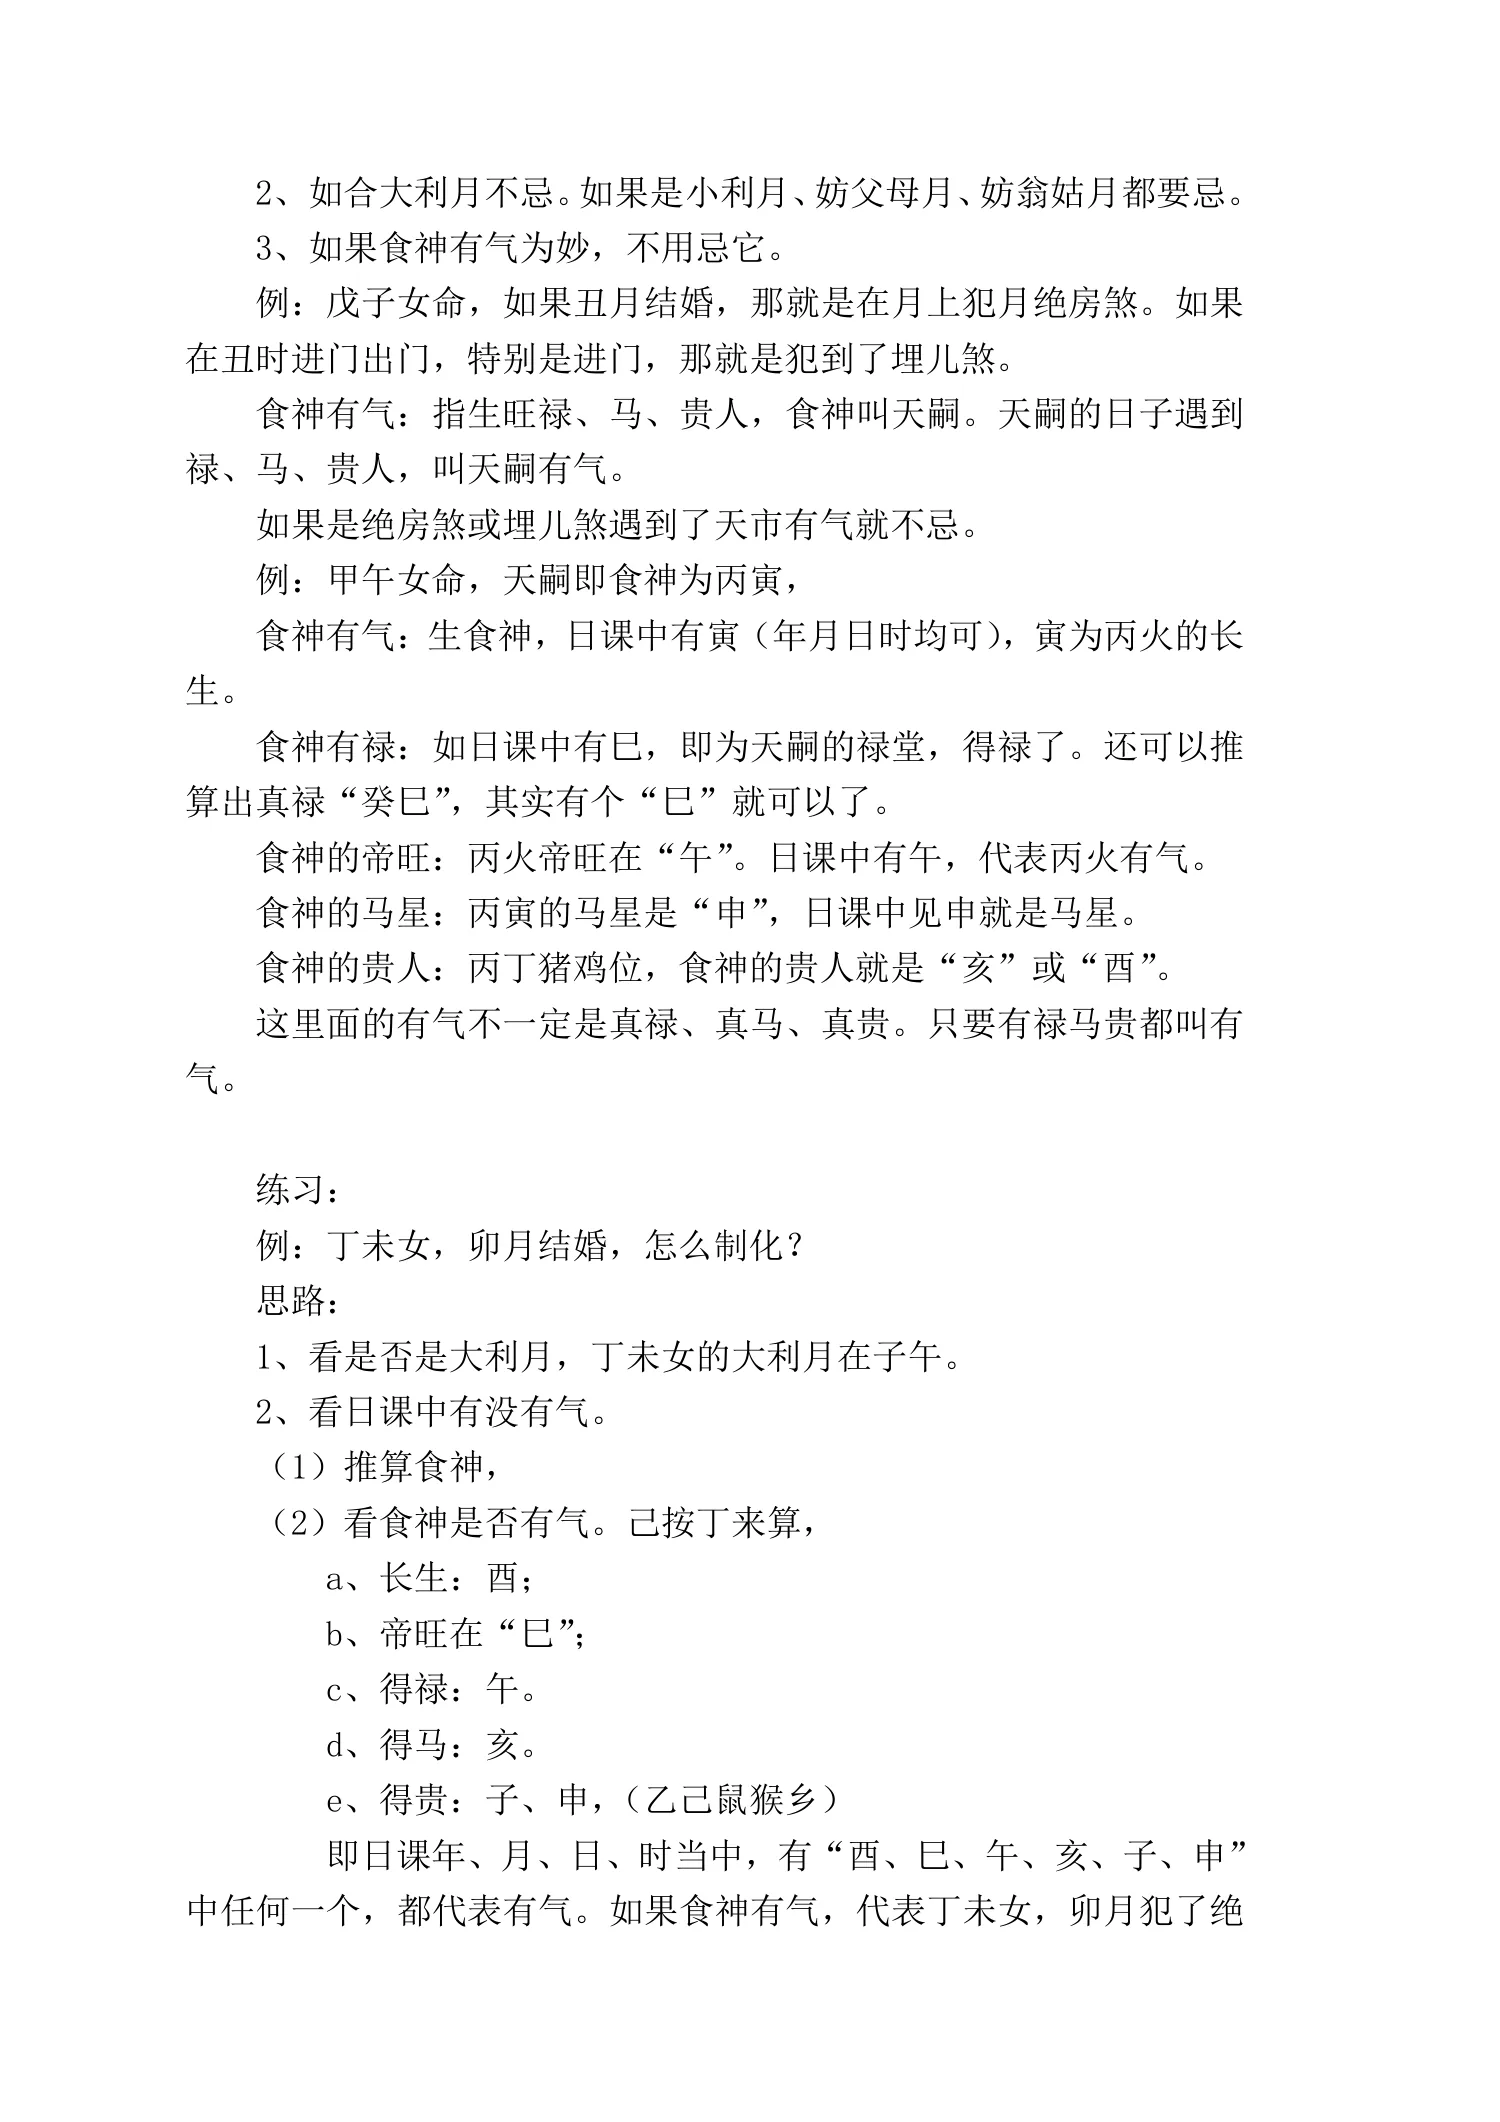 2、如合大利月不忌。如果是小利月、妨父母月、妨翁姑月都要忌。
3、如果食神有气为妙，不用忌它。
例：戊子女命，如果丑月结婚，那就是在月上犯月绝房煞。如果
在丑时进门出门，特别是进门，那就是犯到了埋儿煞。
食神有气：指生旺禄、马、贵人，食神叫天嗣。天嗣的日子遇到
禄、马、贵人，叫天嗣有气。
如果是绝房煞或埋儿煞遇到了天市有气就不忌。
例：甲午女命，天嗣即食神为丙寅，
食神有气：生食神，日课中有寅（年月日时均可），寅为丙火的长
生。
食神有禄：如日课中有巳，即为天嗣的禄堂，得禄了。还可以推
算出真禄“癸巳”，其实有个“巳”就可以了。
食神的帝旺：丙火帝旺在“午”。日课中有午，代表丙火有气。
食神的马星：丙寅的马星是“申”，日课中见申就是马星。
食神的贵人：丙丁猪鸡位，食神的贵人就是“亥”或“酉”。
这里面的有气不一定是真禄、真马、真贵。只要有禄马贵都叫有
气。
练习：
例：丁未女，卯月结婚，怎么制化？
思路：
1、看是否是大利月，丁未女的大利月在子午。
2、看日课中有没有气。
（1）推算食神，
（2）看食神是否有气。己按丁来算，
a、长生：酉；
b、帝旺在“巳”；
c、得禄：午。
d、得马：亥。
e、得贵：子、申，（乙己鼠猴乡）
即日课年、月、日、时当中，有“酉、巳、午、亥、子、申”
中任何一个，都代表有气。如果食神有气，代表丁未女，卯月犯了绝